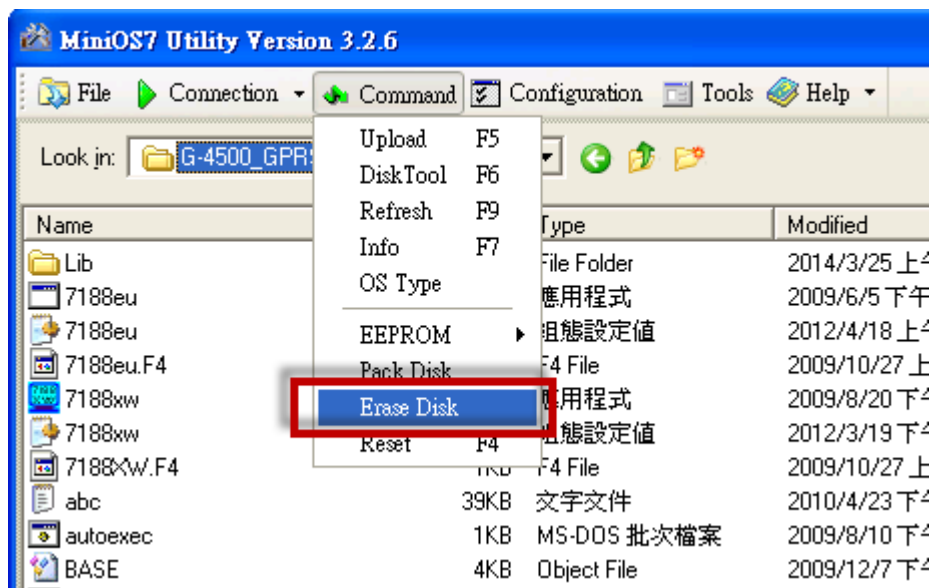 MiniOS7 Utility Version 3.2.6
File Connection Command Configuration Tools Help
Look in: G-4500_GPR
Upload F5
DiskTool F6
Refresh F9
Info F7
OS Type
EEPROM
Pack Disk
Erase Disk
Reset F4
Name Type Modified
Lib File Folder 2014/3/25 上午
7188eu 應用程式 2009/6/5 下午
7188eu 組態設定值 2012/4/18 上午
7188eu.F4 F4 File 2009/10/27 上
7188xw 應用程式 2009/8/20 下午
7188xw 組態設定值 2012/3/19 下午
7188XW.F4 1KB F4 File 2009/10/27 上
abc 39KB 文字文件 2010/4/23 下午
autoexec 1KB MS-DOS 批次檔案 2009/8/10 下午
BASE 4KB Object File 2009/12/7 下午